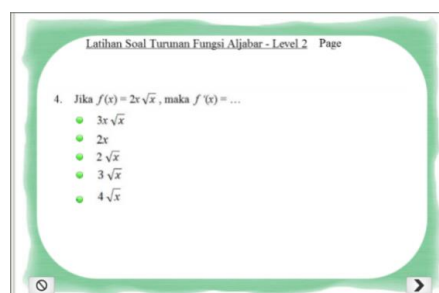 Latihan Soal Turunan Fungsi Aljabar - Level 2 Page
4. Jika f(x) = 2x√x , maka f '(x) = ...
3x √x
2x
2 √x
3 √x
4 √x